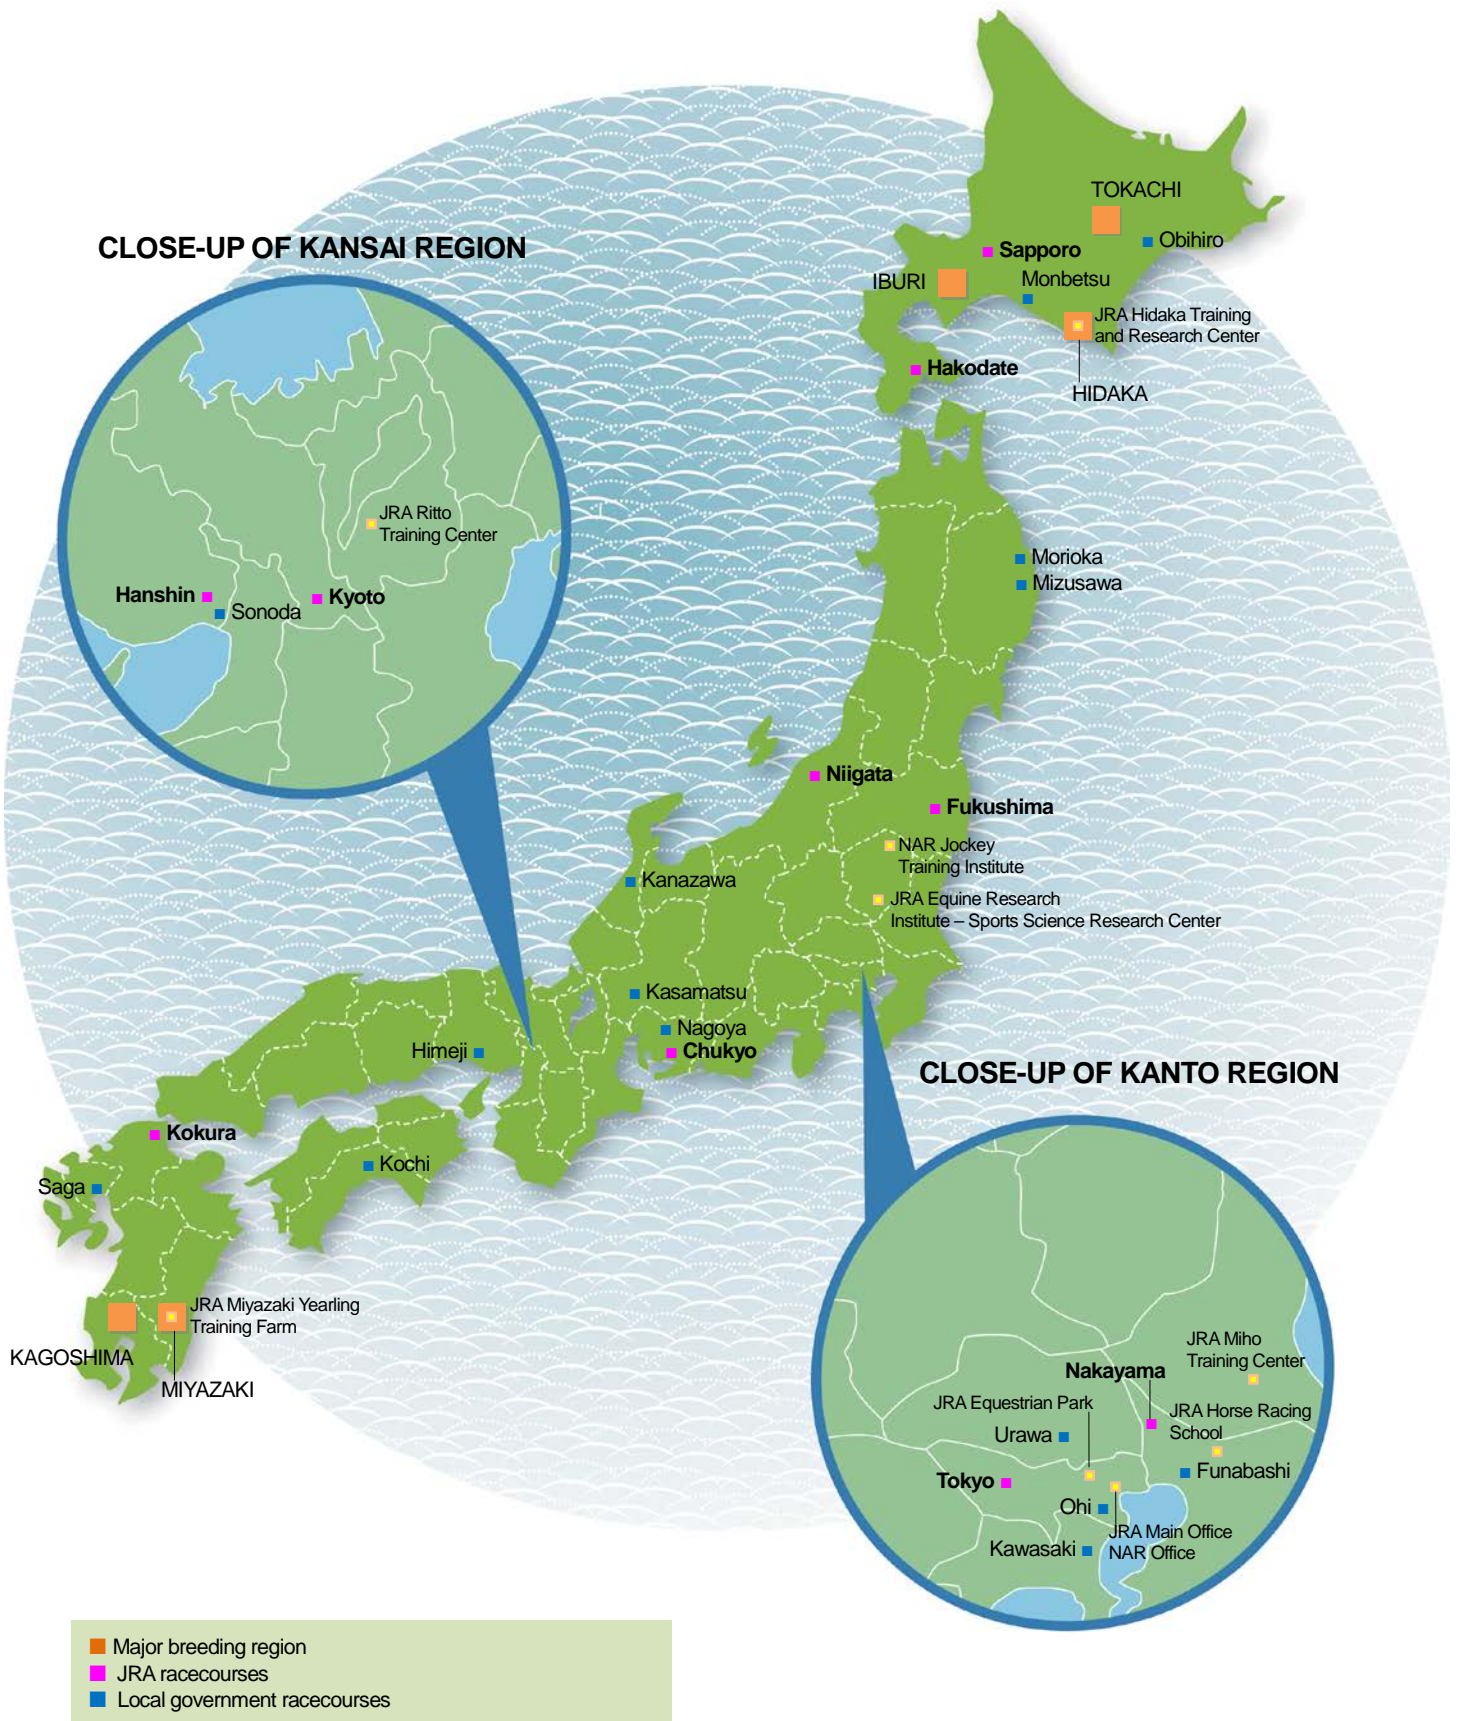 TOKACHI
Obihiro
CLOSE-UP OF KANSAI REGION
Sapporo
IBURI
Monbetsu
JRA Hidaka Training
and Research Center
Hakodate
HIDAKA
JRA Ritto
Training Center
Morioka
Mizusawa
Hanshin
Kyoto
Sonoda
Niigata
Fukushima
NAR Jockey
Training Institute
Kanazawa
JRA Equine Research
Institute – Sports Science Research Center
Kasamatsu
Nagoya
Himeji
Chukyo
CLOSE-UP OF KANTO REGION
Kokura
Kochi
Saga
JRA Miyazaki Yearling
Training Farm
KAGOSHIMA
MIYAZAKI
JRA Miho
Training Center
Nakayama
JRA Equestrian Park
JRA Horse Racing
School
Urawa
Funabashi
Tokyo
Ohi
JRA Main Office
NAR Office
Kawasaki
Major breeding region
JRA racecourses
Local government racecourses